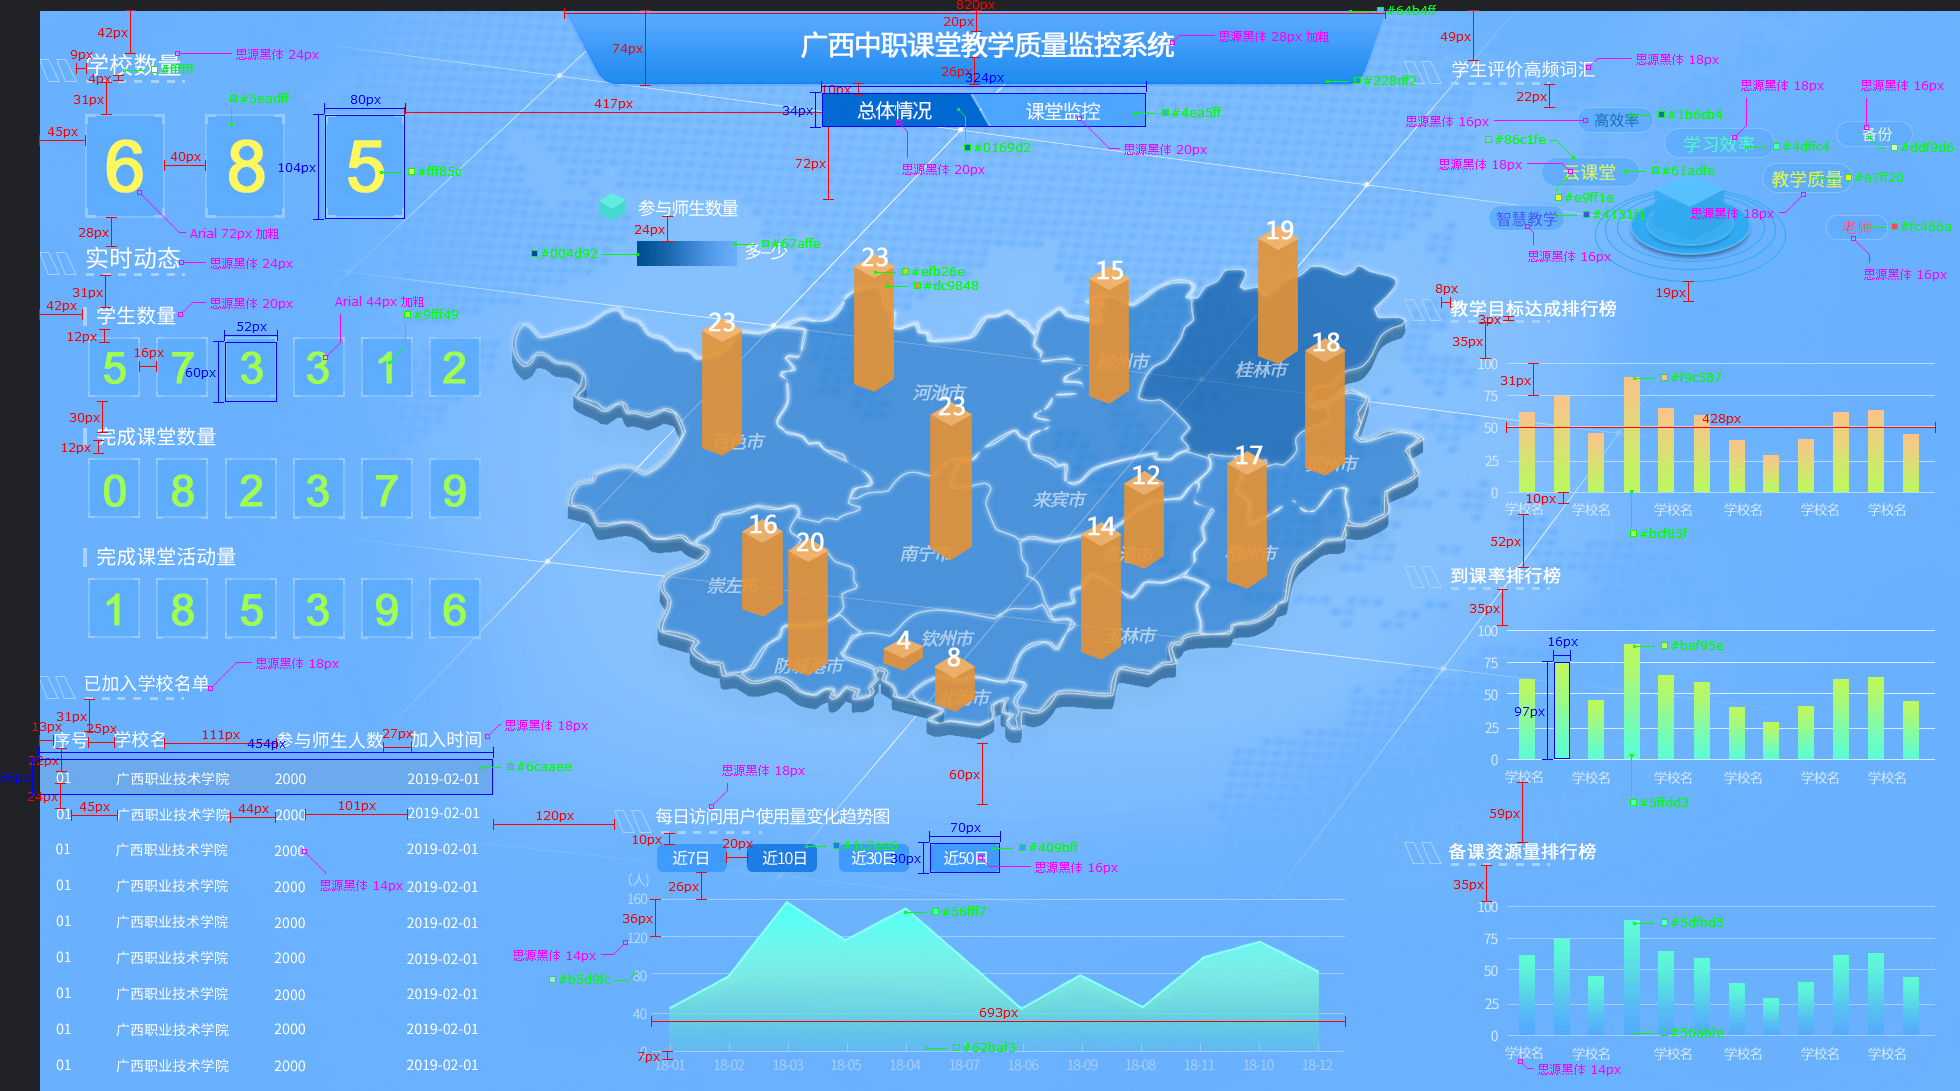 820px
#64b4ff
42px
20px
49px
9px
思源黑体 24px
74px
广西中职课堂教学质量监控系统
思源黑体 28px 加粗
思源黑体 18px
学校数量
4px
26px
学生评价高频词汇
#228df2
31px
#5eadff
80px
324px
22px
思源黑体 18px
思源黑体 16px
417px
10px
34px
总体情况
课堂监控
#4ea5ff
思源黑体 16px
高效率
#1b6cb4
45px
6
8
5
40px
104px
#fff85e
#0169d2
思源黑体 20px
思源黑体 20px
72px
#86c1fe
学习效率
#4dffc4
备份
#ddf9d6
思源黑体 18px
云课堂
#61adfe
教学质量
#e7ff20
#e9ff1e
28px
Arial 72px 加粗
参与师生数量
24px
智慧教学
思源黑体 18px
老师
#fc466a
实时动态
思源黑体 24px
#004d92
#67affe
多–少
思源黑体 16px
思源黑体 16px
31px
42px
学生数量
思源黑体 20px
Arial 44px 加粗
#9fff49
#efb26e
#dc9848
19px
8px
教学目标达成排行榜
3px
35px
12px
52px
16px
60px
5
7
3
3
1
2
30px
完成课堂数量
12px
0
8
2
3
7
9
完成课堂活动量
1
8
5
3
9
6
23
23
15
19
18
23
17
12
14
16
20
4
8
河池市
柳州市
桂林市
百色市
贺州市
来宾市
南宁市
贵港市
梧州市
崇左市
钦州市
玉林市
防城港市
北海市
100
75
50
25
0
31px
#f9c587
428px
10px
#bcf85f
学校名
学校名
学校名
学校名
学校名
52px
到课率排行榜
35px
100
75
50
25
0
16px
#bef95e
97px
学校名
学校名
学校名
学校名
学校名
#5ffdd3
59px
备课资源量排行榜
35px
100
75
50
25
0
#5dfbd5
#56abfe
学校名
学校名
学校名
学校名
学校名
思源黑体 14px
已加入学校名单
思源黑体 18px
31px
13px
25px
111px
454px
27px
思源黑体 18px
序号
学校名
参与师生人数
加入时间
#6caaee
01 广西职业技术学院 2000 2019-02-01
24px
01 广西职业技术学院 2000 2019-02-01
45px
44px
101px
120px
01 广西职业技术学院 2000 2019-02-01
思源黑体 14px
01 广西职业技术学院 2000 2019-02-01
01 广西职业技术学院 2000 2019-02-01
01 广西职业技术学院 2000 2019-02-01
01 广西职业技术学院 2000 2019-02-01
01 广西职业技术学院 2000 2019-02-01
01 广西职业技术学院 2000 2019-02-01
60px
思源黑体 18px
每日访问用户使用量变化趋势图
10px
20px
70px
30px
近7日
近10日
近30日
近50日
#409bff
思源黑体 16px
26px
(人)
160
120
80
40
0
36px
#56fff7
思源黑体 14px
#b5d9fc
693px
#62baf3
7px
18-01
18-02
18-03
18-05
18-04
18-07
18-06
18-09
18-08
18-11
18-10
18-12